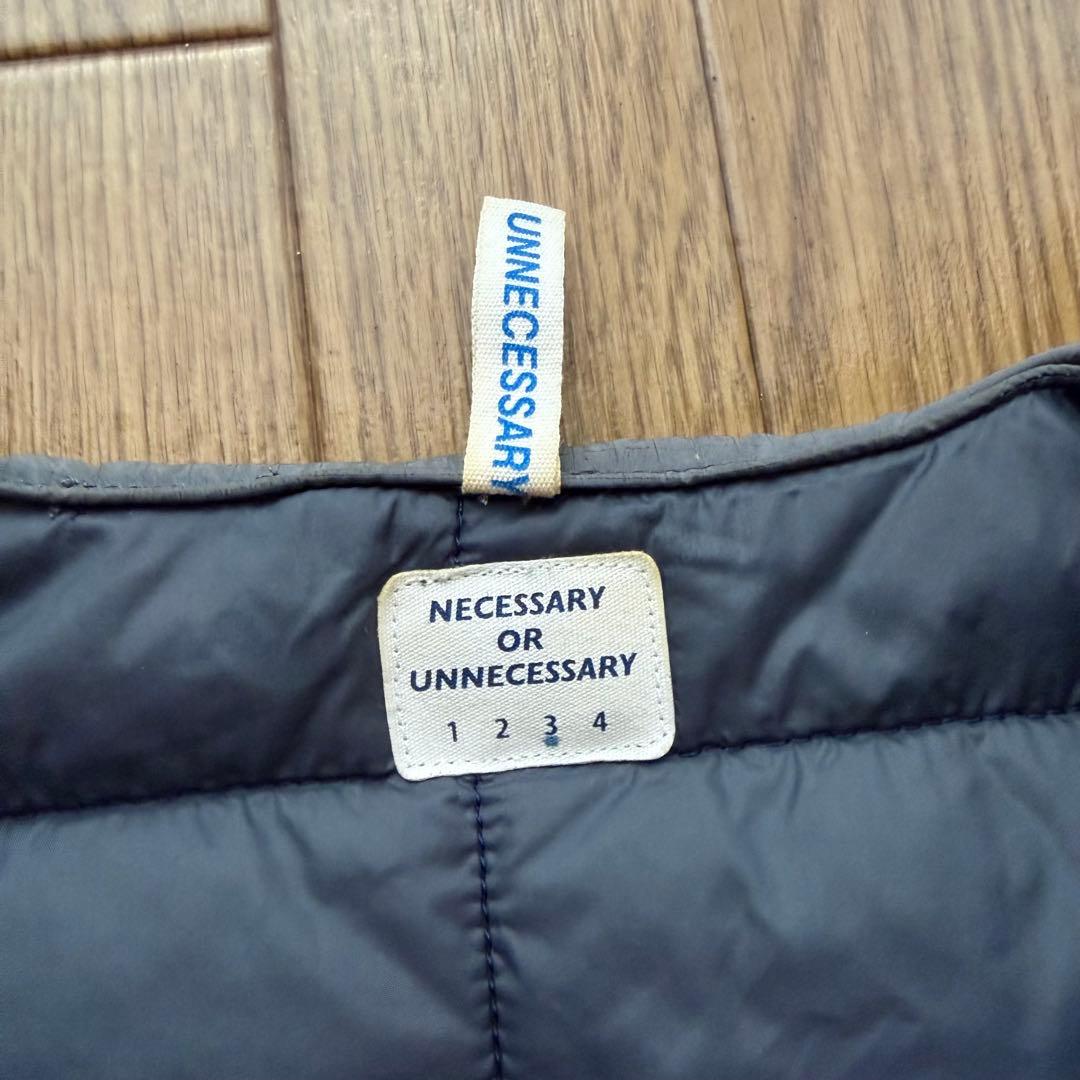 UNNECESSARY
NECESSARY
OR
UNNECESSARY
1 2 3 4